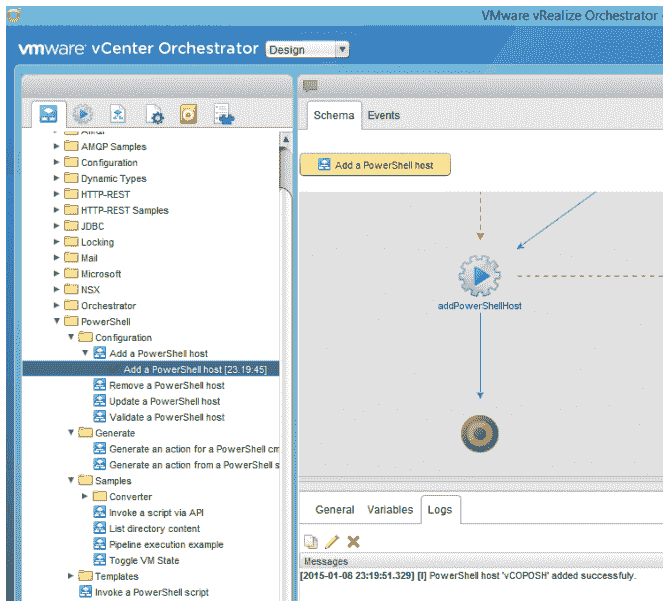 VMware vRealize Orchestrator
vmware vCenter Orchestrator Design
Schema Events
Add a PowerShell host
AMQP
AMQP Samples
Configuration
Dynamic Types
HTTP-REST
HTTP-REST Samples
JDBC
Locking
Mail
Microsoft
NSX
Orchestrator
PowerShell
Configuration
Add a PowerShell host
Add a PowerShell host [23:19:45]
Remove a PowerShell host
Update a PowerShell host
Validate a PowerShell host
Generate
Generate an action for a PowerShell cm
Generate an action from a PowerShell s
Samples
Converter
Invoke a script via API
List directory content
Pipeline execution example
Toggle VM State
Templates
Invoke a PowerShell script
addPowerShellHost
General Variables Logs
Messages
[2015-01-08 23:19:51.329] [I] PowerShell host 'vCOPOSH' added successfuly.